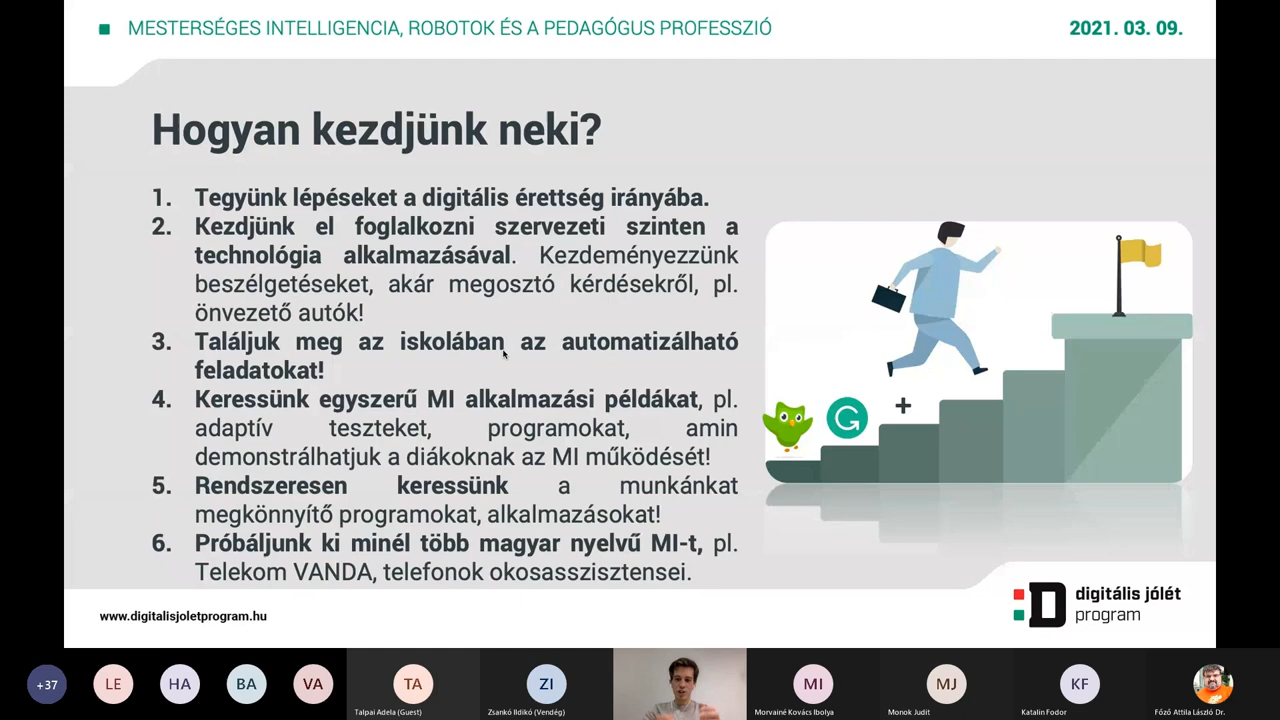 MESTERSÉGES INTELLIGENCIA, ROBOTOK ÉS A PEDAGÓGUS PROFESSZIÓ
2021. 03. 09.
Hogyan kezdjünk neki?
1. Tegyünk lépéseket a digitális érettség irányába.
2. Kezdjünk el foglalkozni szervezeti szinten a
technológia alkalmazásával. Kezdeményezzünk
beszélgetéseket, akár megosztó kérdésekről, pl.
önvezető autók!
3. Találjuk meg az iskolában az automatizálható
feladatokat!
4. Keressünk egyszerű MI alkalmazási példákat, pl.
adaptív teszteket, programokat, amin
demonstrálhatjuk a diákoknak az MI működését!
5. Rendszeresen keressünk a munkánkat
megkönnyítő programokat, alkalmazásokat!
6. Próbáljunk ki minél több magyar nyelvű MI-t, pl.
Telekom VANDA, telefonok okosasszisztensei.
+
www.digitalisjoletprogram.hu
digitális jólét
program
+37
LE
HA
BA
VA
TA
Talpai Adela (Guest)
ZI
Zsankó Ildikó (Vendég)
MI
Morvainé Kovács Ibolya
MJ
Monok Judit
KF
Katalin Fodor
Főző Attila László Dr.